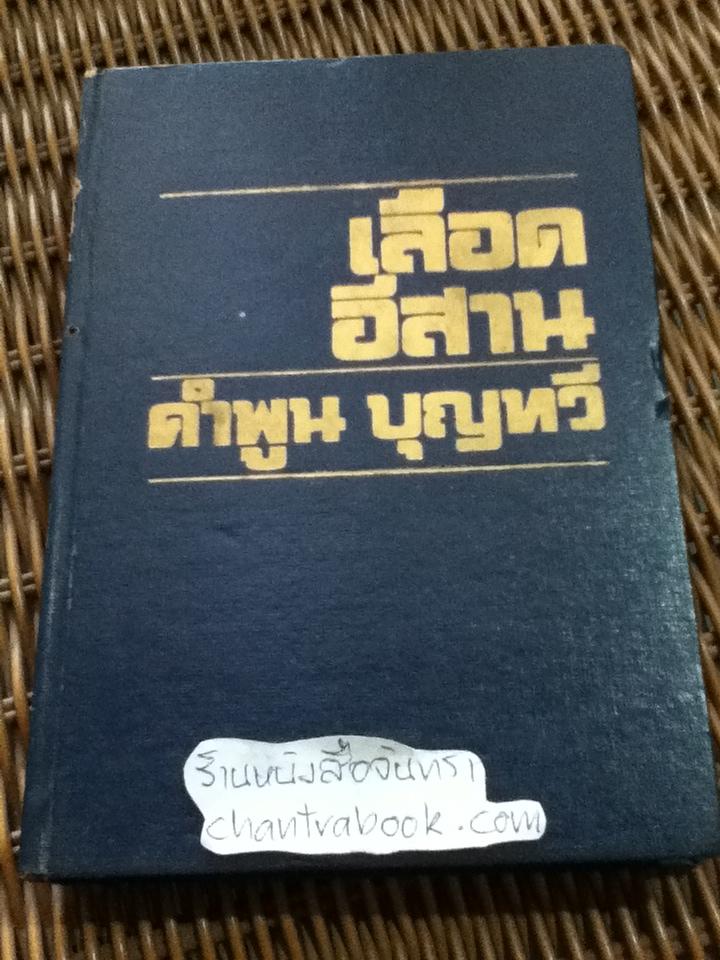 เลือด
อีสาน
คำพูน บุญทวี
ร้านหนังสือจันทรา
chantrabook.com